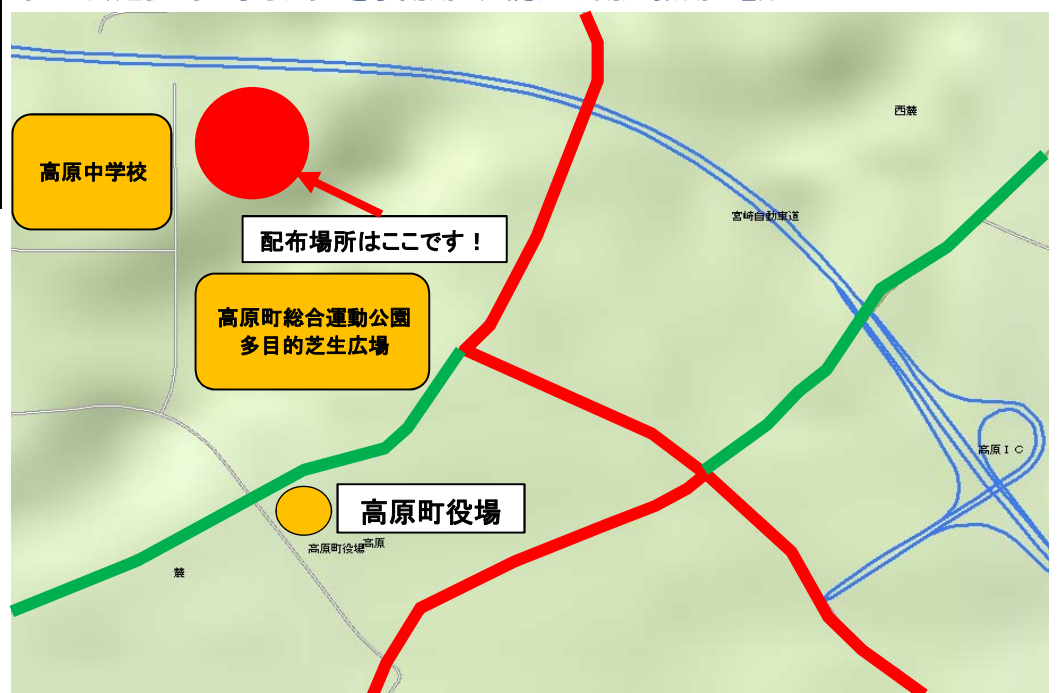 西麓
高原中学校
宮崎自動車道
配布場所はここです！
高原町総合運動公園
多目的芝生広場
高原ＩＣ
高原町役場
高原
高原町役場
麓